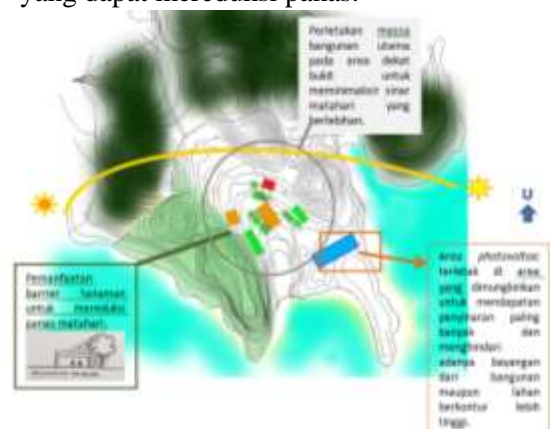 yang dapat mereduksi panas.
Perletakan massa
bangunan utama
pada area dekat
bukit untuk
meminimalisir sinar
matahari yang
berlebihan.
U
Pemanfaatan
barrier tanaman
untuk mereduksi
panas matahari.
Area photovoltaic
terletak di area
yang dimungkinkan
untuk mendapatan
penyinaran paling
banyak dan
menghindari
adanya bayangan
dari bangunan
maupun lahan
berkontur lebih
tinggi.